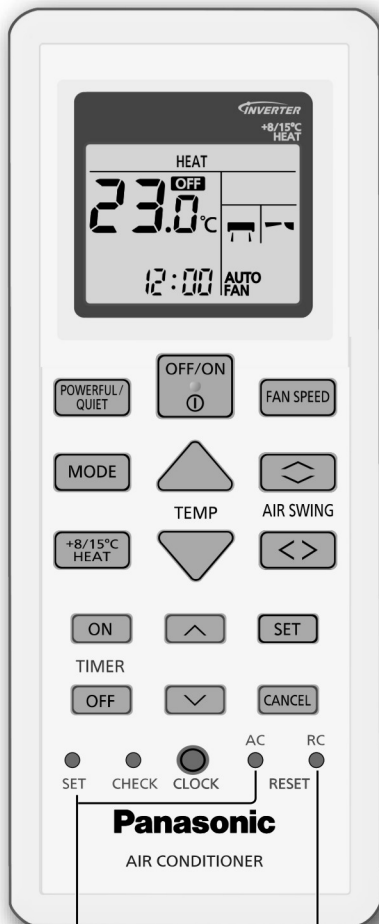 INVERTER
+8/15°C
HEAT
HEAT
OFF
23.0°C
12:00 AUTO
FAN
OFF/ON
POWERFUL/
QUIET
FAN SPEED
MODE
TEMP
AIR SWING
+8/15°C
HEAT
ON
SET
TIMER
OFF
CANCEL
AC RC
SET CHECK CLOCK RESET
Panasonic
AIR CONDITIONER